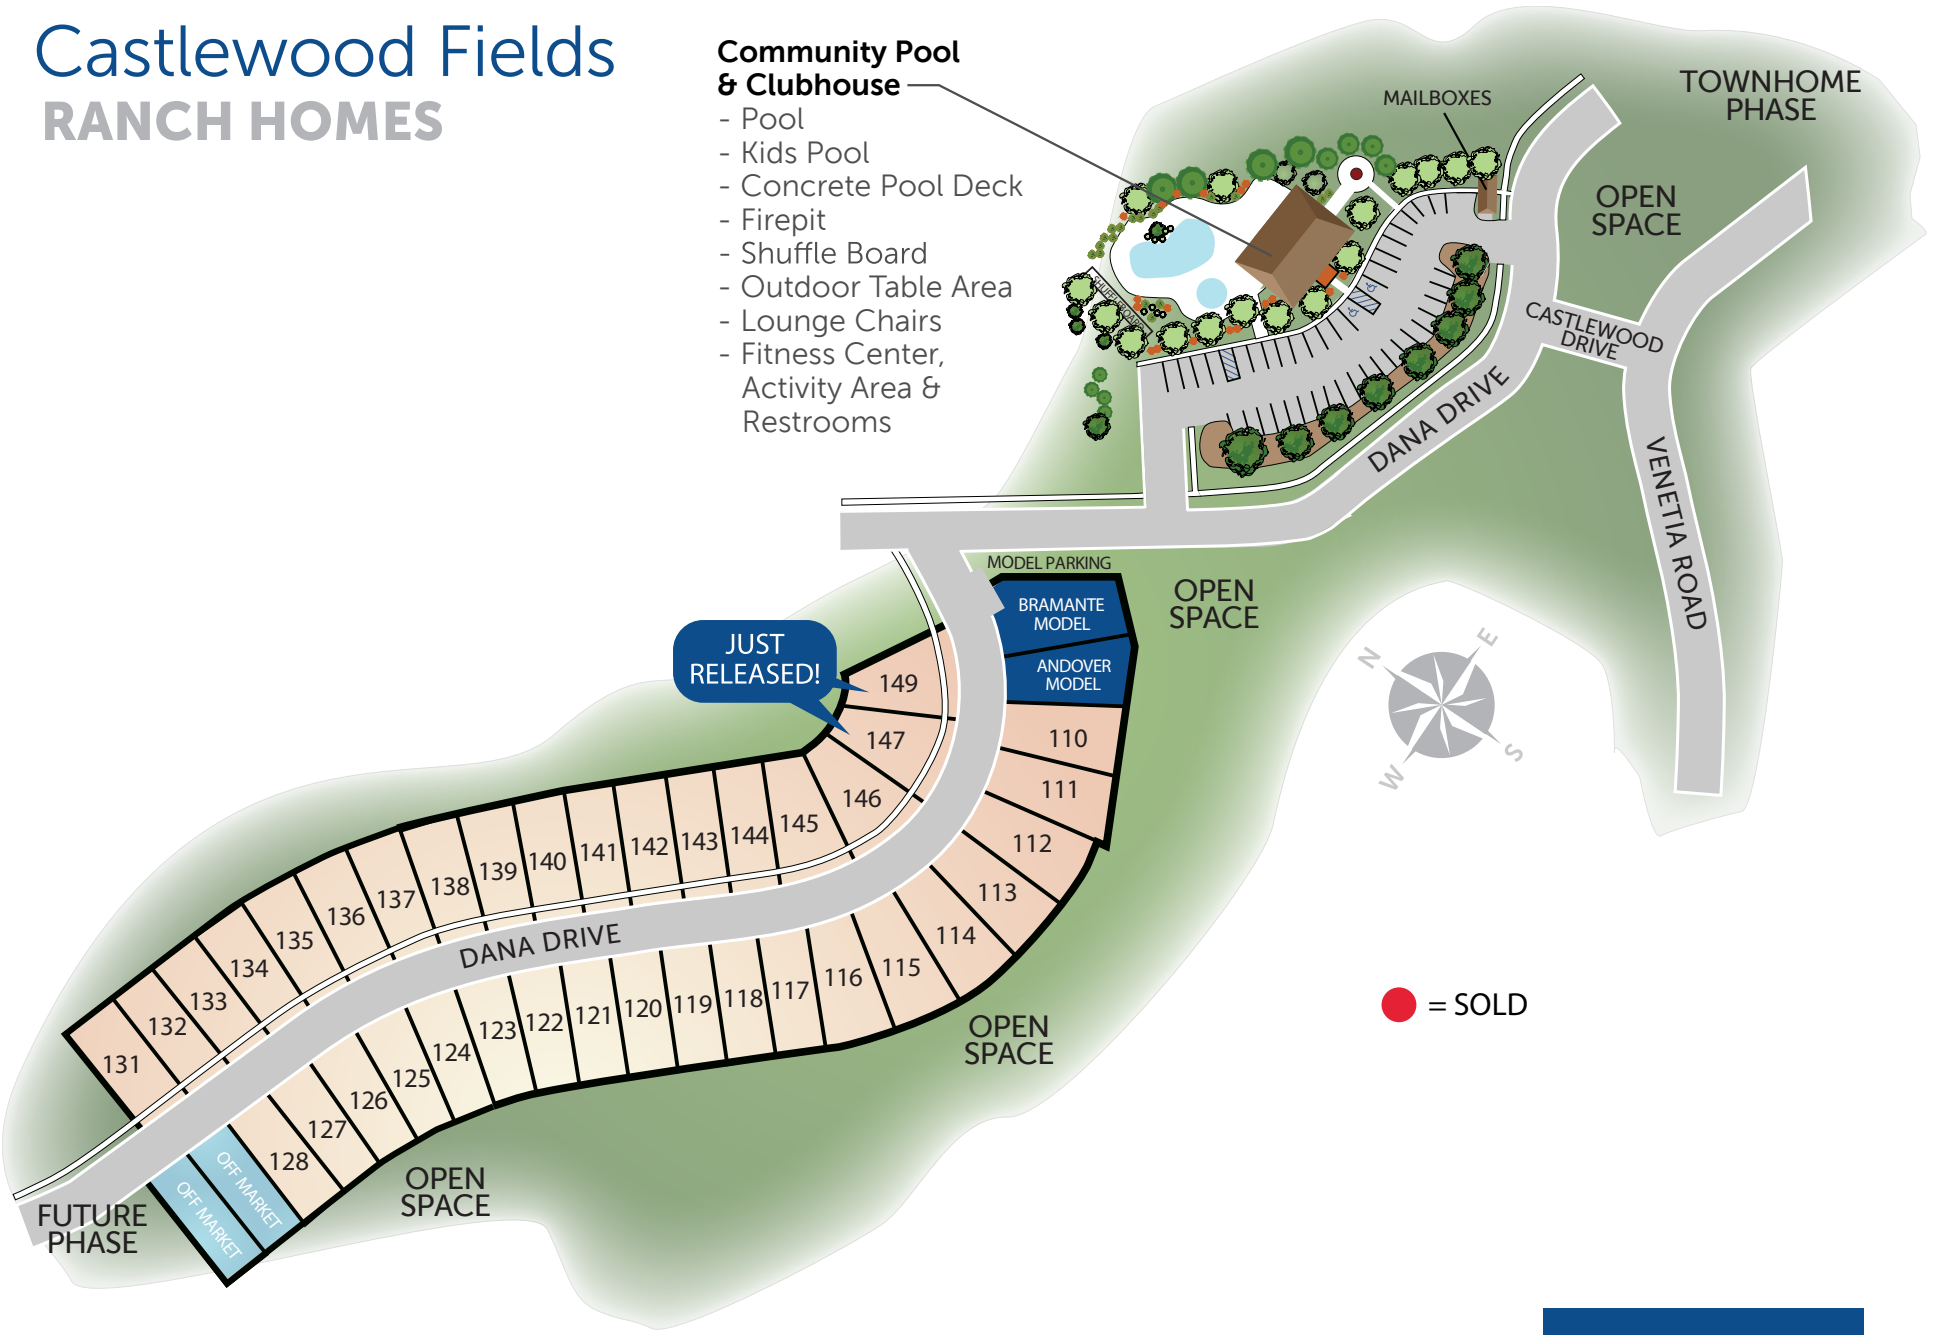 Castlewood Fields
RANCH HOMES
Community Pool
& Clubhouse
- Pool
- Kids Pool
- Concrete Pool Deck
- Firepit
- Shuffle Board
- Outdoor Table Area
- Lounge Chairs
- Fitness Center,
Activity Area &
Restrooms
MAILBOXES
TOWNHOME
PHASE
OPEN
SPACE
SHUFFLEBOARD
CASTLEWOOD
DRIVE
DANA DRIVE
VENETIA ROAD
MODEL PARKING
BRAMANTE
MODEL
ANDOVER
MODEL
OPEN
SPACE
JUST
RELEASED!
N
E
S
W
149
147
146
145
144
143
142
141
140
139
138
137
136
135
134
133
132
131
110
111
112
113
114
115
116
117
118
119
120
121
122
123
124
125
126
127
128
OFF MARKET
OFF MARKET
DANA DRIVE
OPEN
SPACE
OPEN
SPACE
FUTURE
PHASE
= SOLD